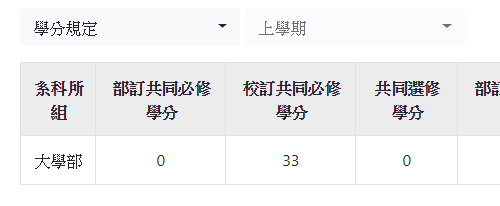 學分規定 上學期
系科所組 部訂共同必修學分 校訂共同必修學分 共同選修學分 部訂
大學部 0 33 0